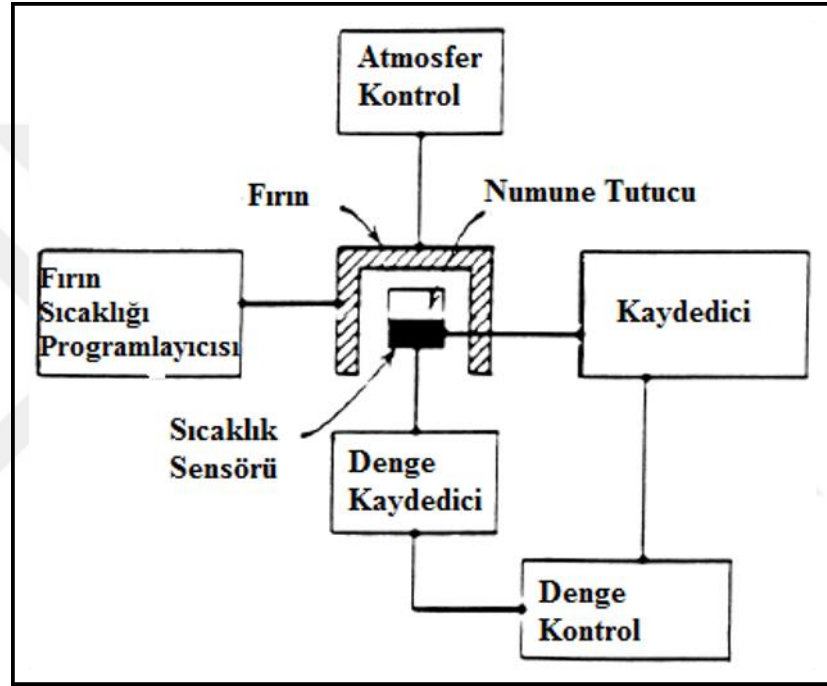 Atmosfer
Kontrol
Fırın
Numune Tutucu
Fırın
Sıcaklığı
Programlayıcısı
Kaydedici
Sıcaklık
Sensörü
Denge
Kaydedici
Denge
Kontrol